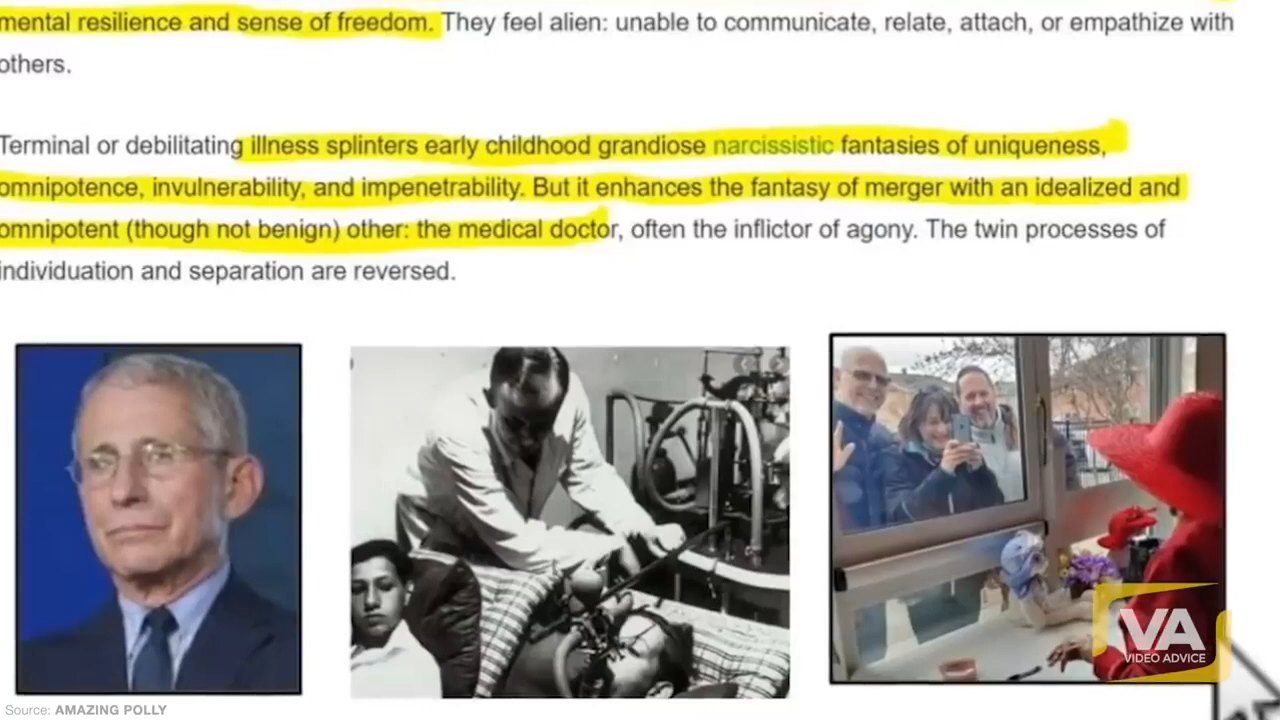 mental resilience and sense of freedom. They feel alien: unable to communicate, relate, attach, or empathize with
others.
Terminal or debilitating illness splinters early childhood grandiose narcissistic fantasies of uniqueness,
omnipotence, invulnerability, and impenetrability. But it enhances the fantasy of merger with an idealized and
omnipotent (though not benign) other: the medical doctor, often the inflictor of agony. The twin processes of
individuation and separation are reversed.
VA
VIDEO ADVICE
Source: AMAZING POLLY